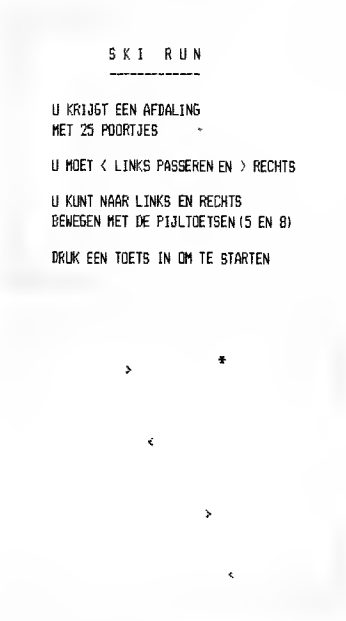 SKI RUN
-------------
U KRIJGT EEN AFDALING
MET 25 POORTJES
U MOET < LINKS PASSEREN EN > RECHTS
U KUNT NAAR LINKS EN RECHTS
BEWEGEN MET DE PIJLTOETSEN (5 EN 8)
DRUK EEN TOETS IN OM TE STARTEN
*
>
<
>
<